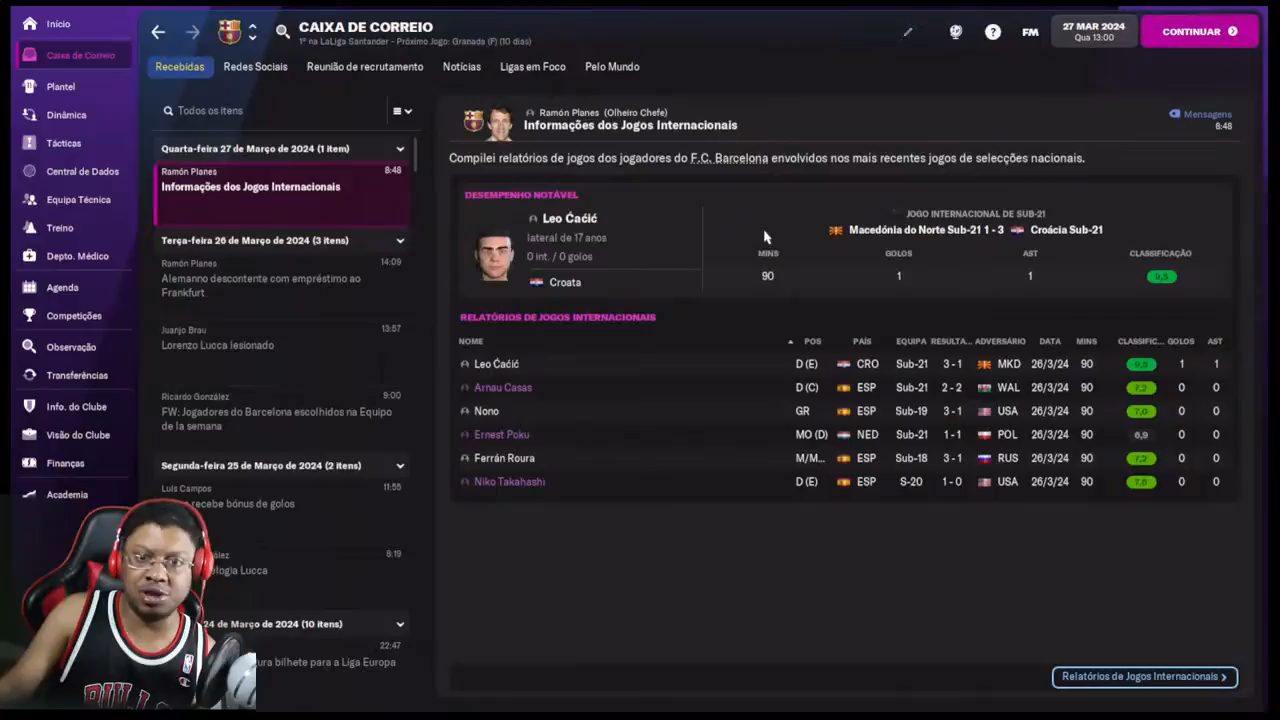 Início
Caixa de Correio
Plantel
Dinâmica
Tácticas
Central de Dados
Equipa Técnica
Treino
Depto. Médico
Agenda
Competições
Observação
Transferências
Info. do Clube
Visão do Clube
Finanças
Academia
CAIXA DE CORREIO
1º na LaLiga Santander - Próximo Jogo: Granada (F) (10 dias)
?
FM
27 MAR 2024
Qua 13:00
CONTINUAR
Recebidas Redes Sociais Reunião de recrutamento Notícias Ligas em Foco Pelo Mundo
Todos os itens
Quarta-feira 27 de Março de 2024 (1 item)
Ramón Planes 8:48
Informações dos Jogos Internacionais
Terça-feira 26 de Março de 2024 (3 itens)
Ramón Planes 14:09
Alemanno descontente com empréstimo ao
Frankfurt
Juanjo Brau 13:57
Lorenzo Lucca lesionado
Ricardo González 9:00
FW: Jogadores do Barcelona escolhidos na Equipo
de la semana
Segunda-feira 25 de Março de 2024 (2 itens)
Luís Campos 11:55
recebe bónus de golos
8:19
Lucca
24 de Março de 2024 (10 itens)
22:47
bilhete para a Liga Europa
Ramón Planes (Olheiro Chefe)
Informações dos Jogos Internacionais
Mensagens
8:48
Compilei relatórios de jogos dos jogadores do F.C. Barcelona envolvidos nos mais recentes jogos de selecções nacionais.
DESEMPENHO NOTÁVEL
Leo Ćaćić
lateral de 17 anos
0 int. / 0 golos
Croata
JOGO INTERNACIONAL DE SUB-21
Macedónia do Norte Sub-21 1 - 3 Croácia Sub-21
MINS GOLOS AST CLASSIFICAÇÃO
90 1 1 9,5
RELATÓRIOS DE JOGOS INTERNACIONAIS
NOME POS PAÍS EQUIPA RESULTA... ADVERSÁRIO DATA MINS CLASSIFIC... GOLOS AST
Leo Ćaćić D (E) CRO Sub-21 3 - 1 MKD 26/3/24 90 9,5 1 1
Arnau Casas D (C) ESP Sub-21 2 - 2 WAL 26/3/24 90 0 0
Nono GR ESP Sub-19 3 - 1 USA 26/3/24 90 7,0 0 0
Ernest Poku MO (D) NED Sub-21 1 - 1 POL 26/3/24 90 6,9 0 0
Ferrán Roura M/M... ESP Sub-18 3 - 1 RUS 26/3/24 90 0 0
Niko Takahashi D (E) ESP S-20 1 - 0 USA 26/3/24 90 0 0
Relatórios de Jogos Internacionais